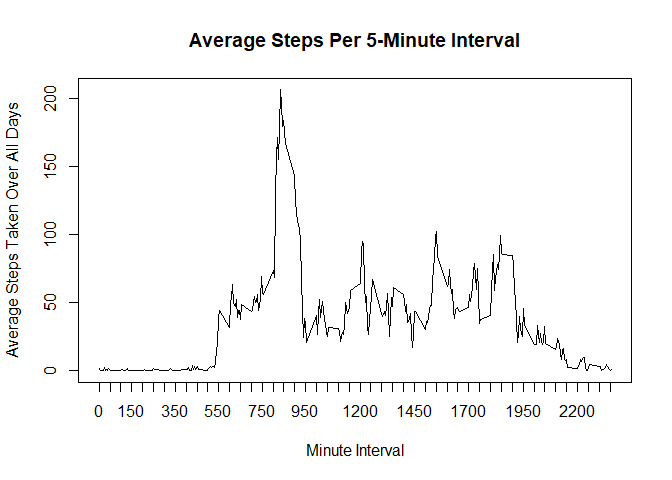 Average Steps Per 5-Minute Interval
Average Steps Taken Over All Days
200
150
100
50
0
0 150 350 550 750 950 1200 1450 1700 1950 2200
Minute Interval